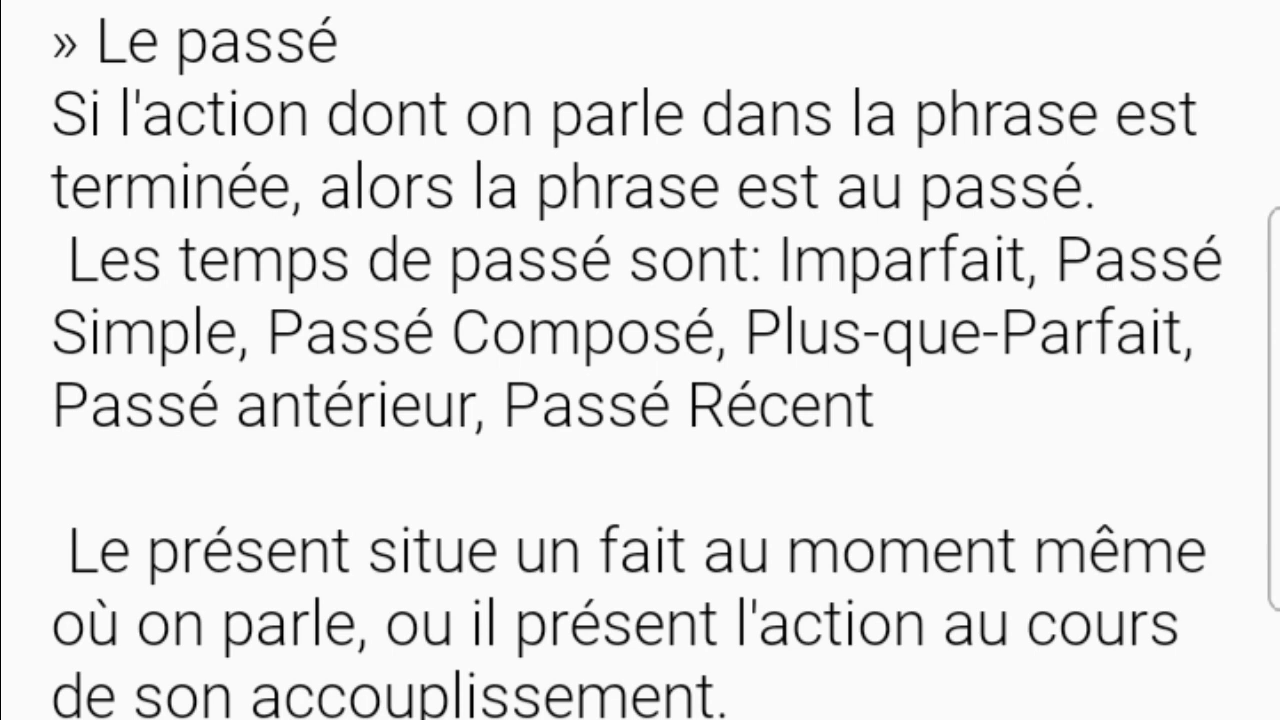 » Le passé
Si l'action dont on parle dans la phrase est
terminée, alors la phrase est au passé.
Les temps de passé sont: Imparfait, Passé
Simple, Passé Composé, Plus-que-Parfait,
Passé antérieur, Passé Récent
Le présent situe un fait au moment même
où on parle, ou il présent l'action au cours
de son accouplissement.